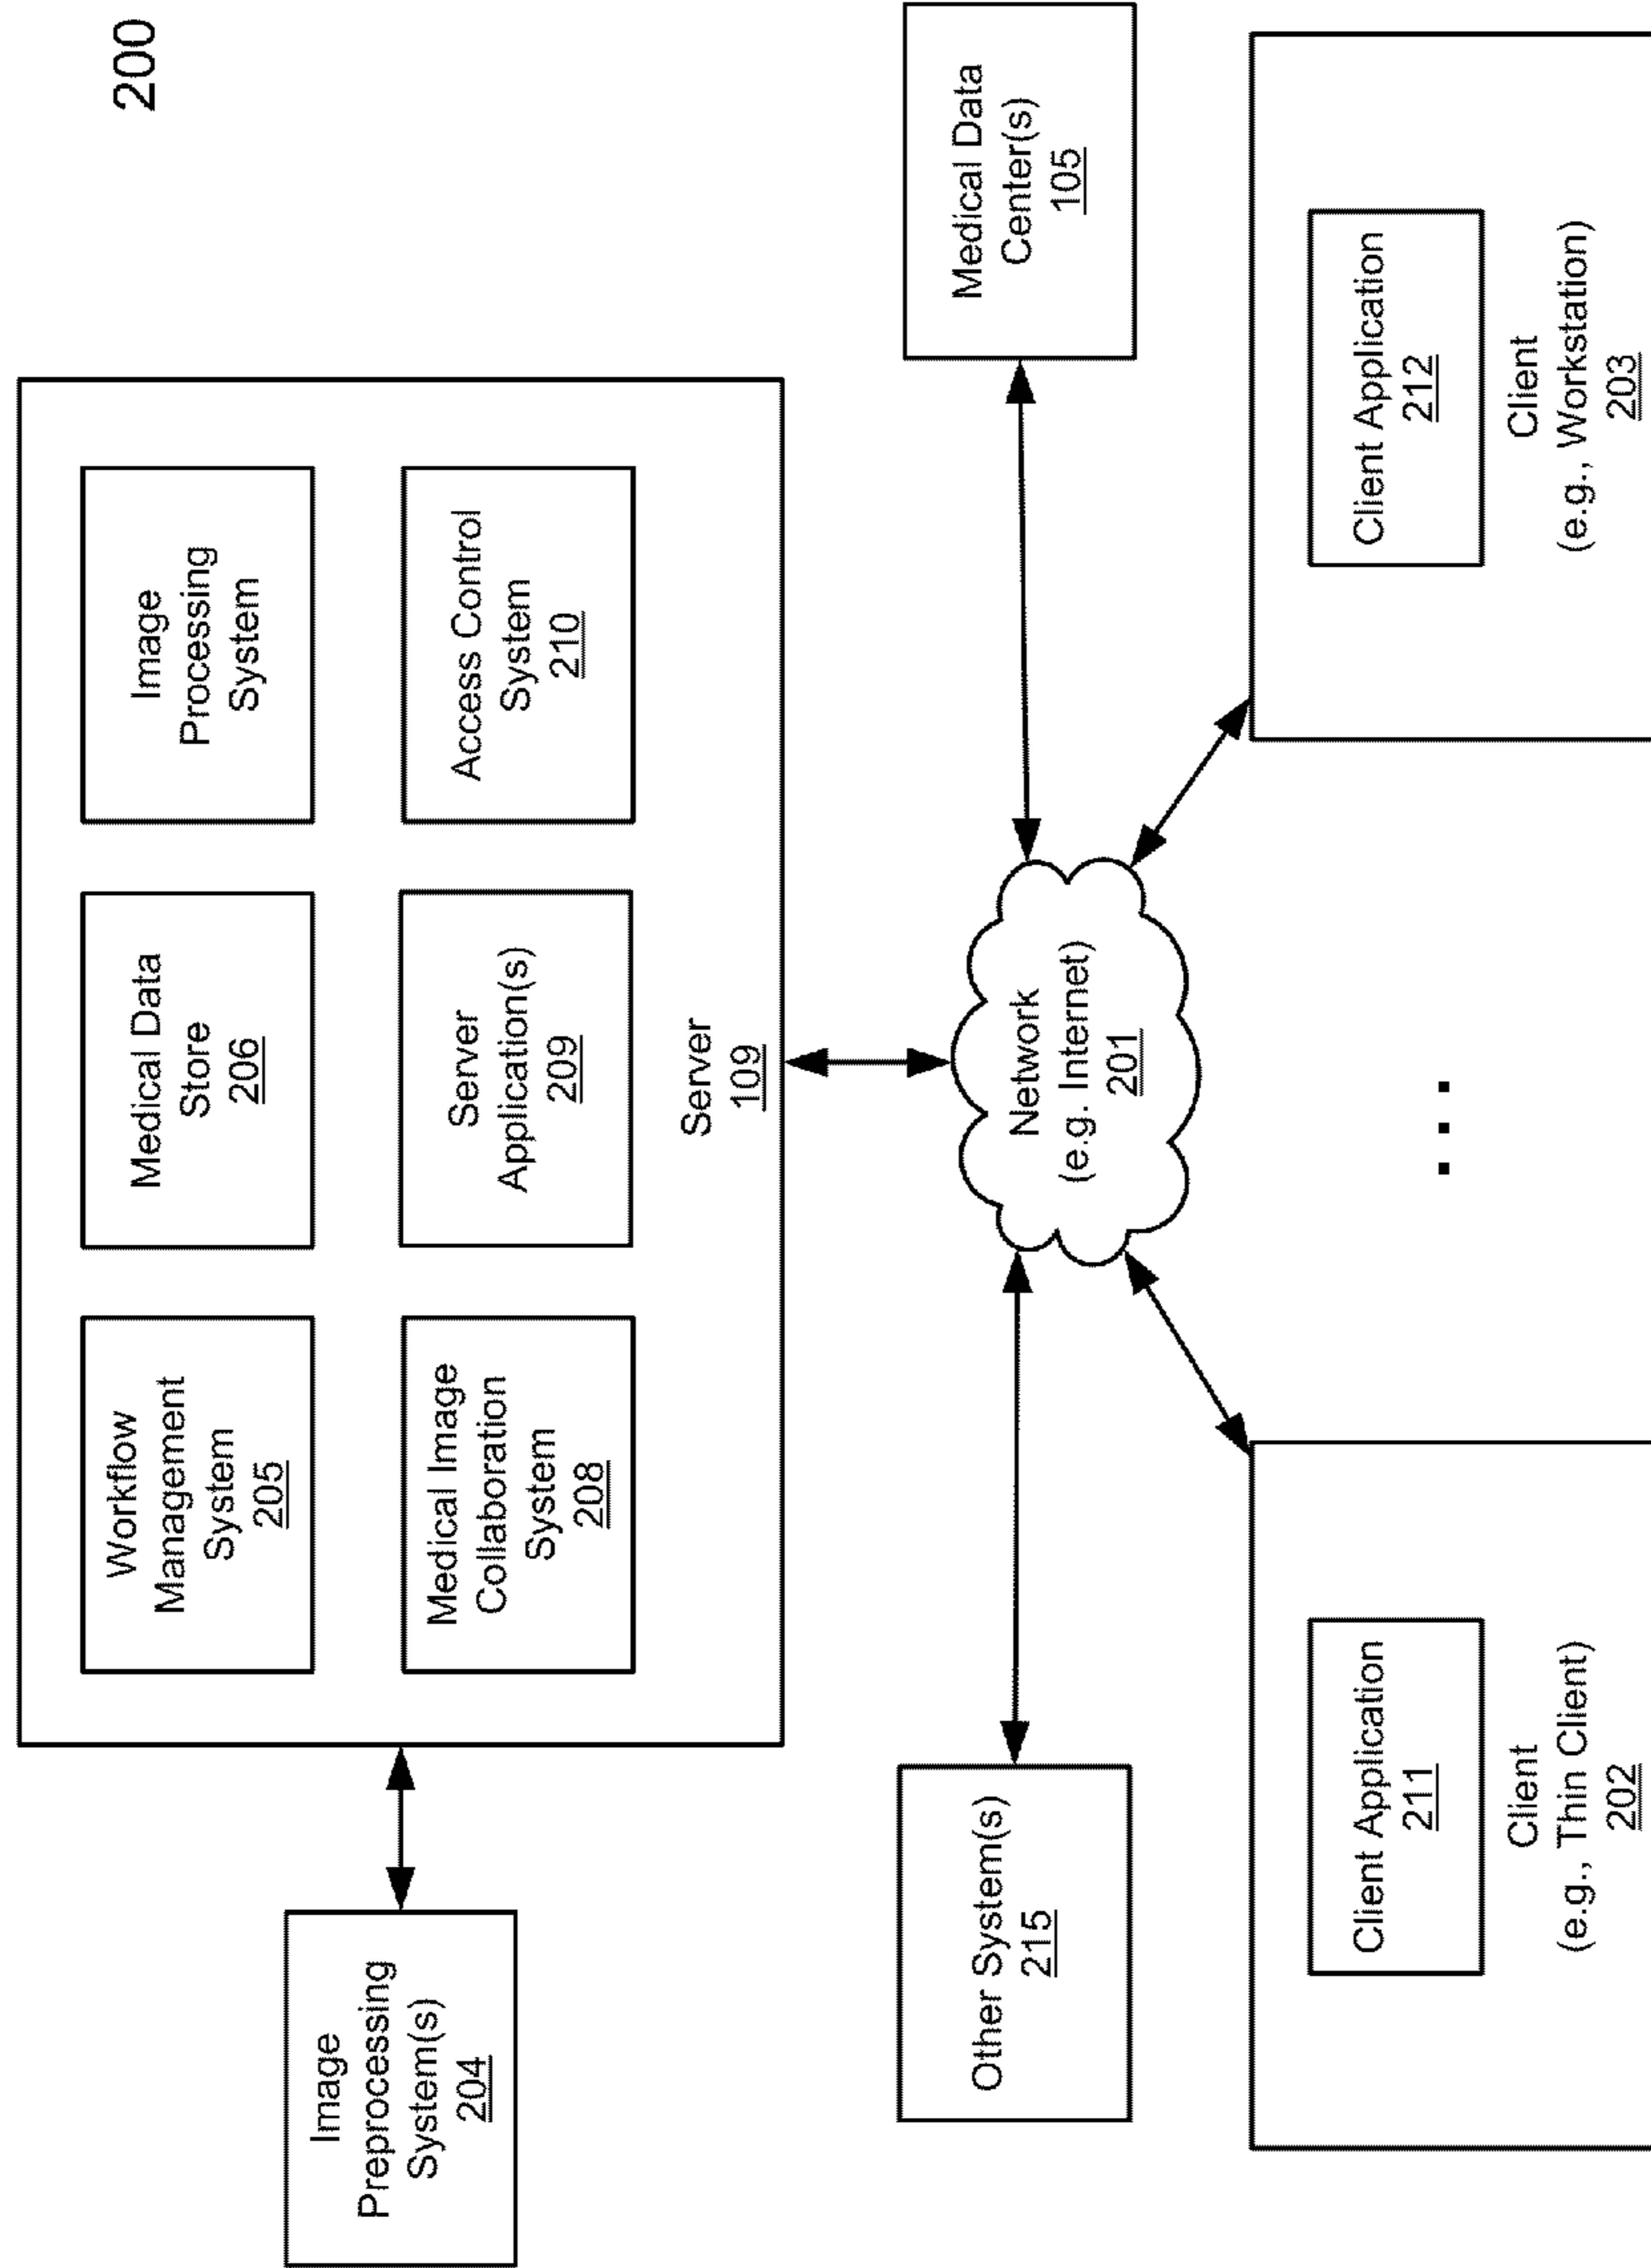 200
Workflow
Management
System
205
Medical Data
Store
206
Image
Processing
System
Medical Image
Collaboration
System
208
Server
Application(s)
209
Access Control
System
210
Server
109
Image
Preprocessing
System(s)
204
Other System(s)
215
Network
(e.g. Internet)
201
Medical Data
Center(s)
105
Client Application
211
Client
(e.g., Thin Client)
202
. . .
Client Application
212
Client
(e.g., Workstation)
203